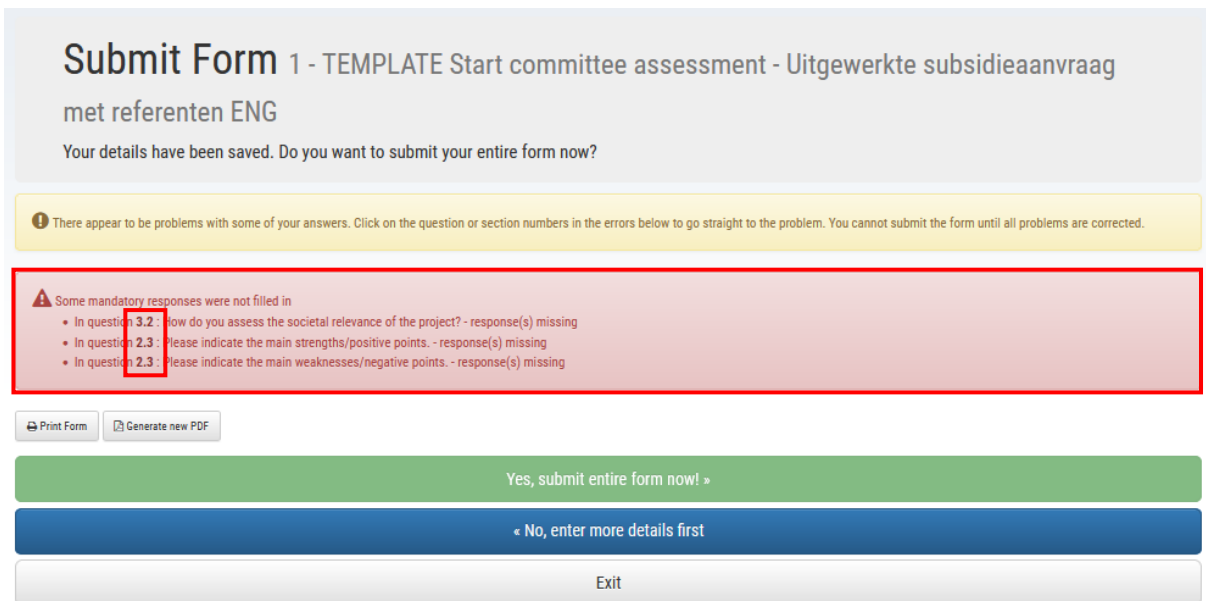 Submit Form 1 - TEMPLATE Start committee assessment - Uitgewerkte subsidieaanvraag
met referenten ENG
Your details have been saved. Do you want to submit your entire form now?
There appear to be problems with some of your answers. Click on the question or section numbers in the errors below to go straight to the problem. You cannot submit the form until all problems are corrected.
Some mandatory responses were not filled in
• In question 3.2 : How do you assess the societal relevance of the project? - response(s) missing
• In question 2.3 : Please indicate the main strengths/positive points. - response(s) missing
• In question 2.3 : Please indicate the main weaknesses/negative points. - response(s) missing
Print Form Generate new PDF
Yes, submit entire form now! »
« No, enter more details first
Exit